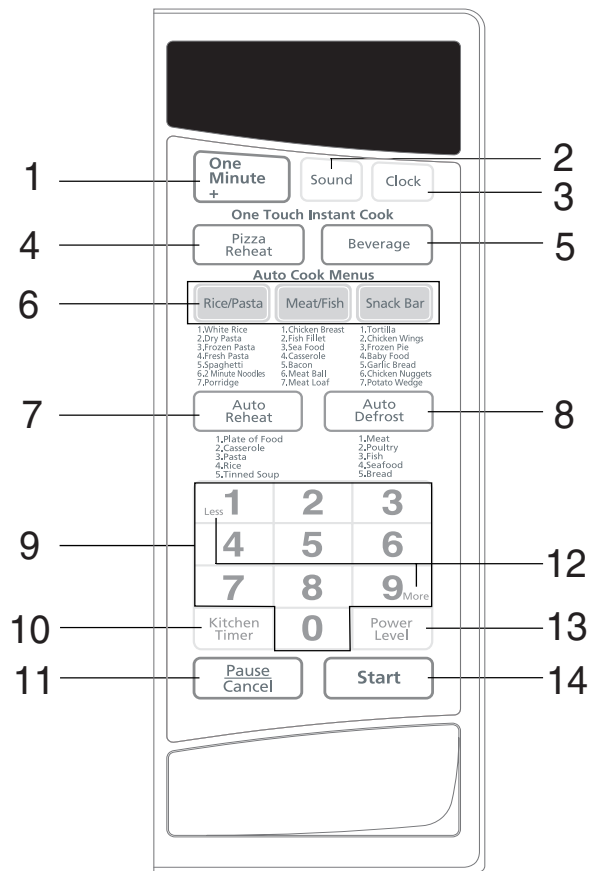 One
Minute
+
Sound
Clock
1
2
3
One Touch Instant Cook
Pizza
Reheat
Beverage
4
5
Auto Cook Menus
Rice/Pasta
Meat/Fish
Snack Bar
6
1.White Rice
2.Dry Pasta
3.Frozen Pasta
4.Fresh Pasta
5.Spaghetti
6.2 Minute Noodles
7.Porridge
1.Chicken Breast
2.Fish Fillet
3.Sea Food
4.Casserole
5.Bacon
6.Meat Ball
7.Meat Loaf
1.Tortilla
2.Chicken Wings
3.Frozen Pie
4.Baby Food
5.Garlic Bread
6.Chicken Nuggets
7.Potato Wedge
7
Auto
Reheat
Auto
Defrost
8
1.Plate of Food
2.Casserole
3.Pasta
4.Rice
5.Tinned Soup
1.Meat
2.Poultry
3.Fish
4.Seafood
5.Bread
Less 1 2 3
9
4 5 6
12
7 8 9 More
10
Kitchen
Timer
0
Power
Level
13
11
Pause
Cancel
Start
14